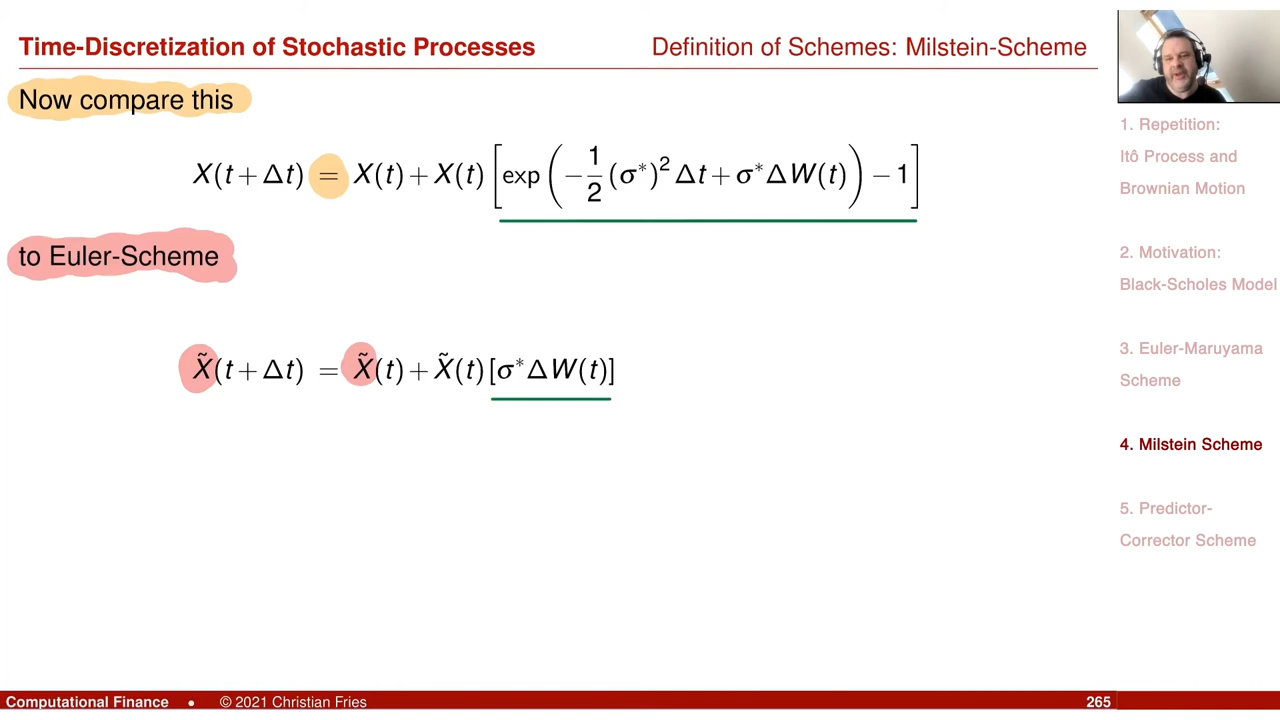 Time-Discretization of Stochastic Processes
Definition of Schemes: Milstein-Scheme
Now compare this
X(t + Δt) = X(t) + X(t) [exp(−1/2 (σ*)² Δt + σ* ΔW(t)) − 1]
to Euler-Scheme
X̃(t + Δt) = X̃(t) + X̃(t) [σ* ΔW(t)]
1. Repetition:
Itô Process and
Brownian Motion
2. Motivation:
Black-Scholes Model
3. Euler-Maruyama
Scheme
4. Milstein Scheme
5. Predictor-
Corrector Scheme
Computational Finance • © 2021 Christian Fries 265